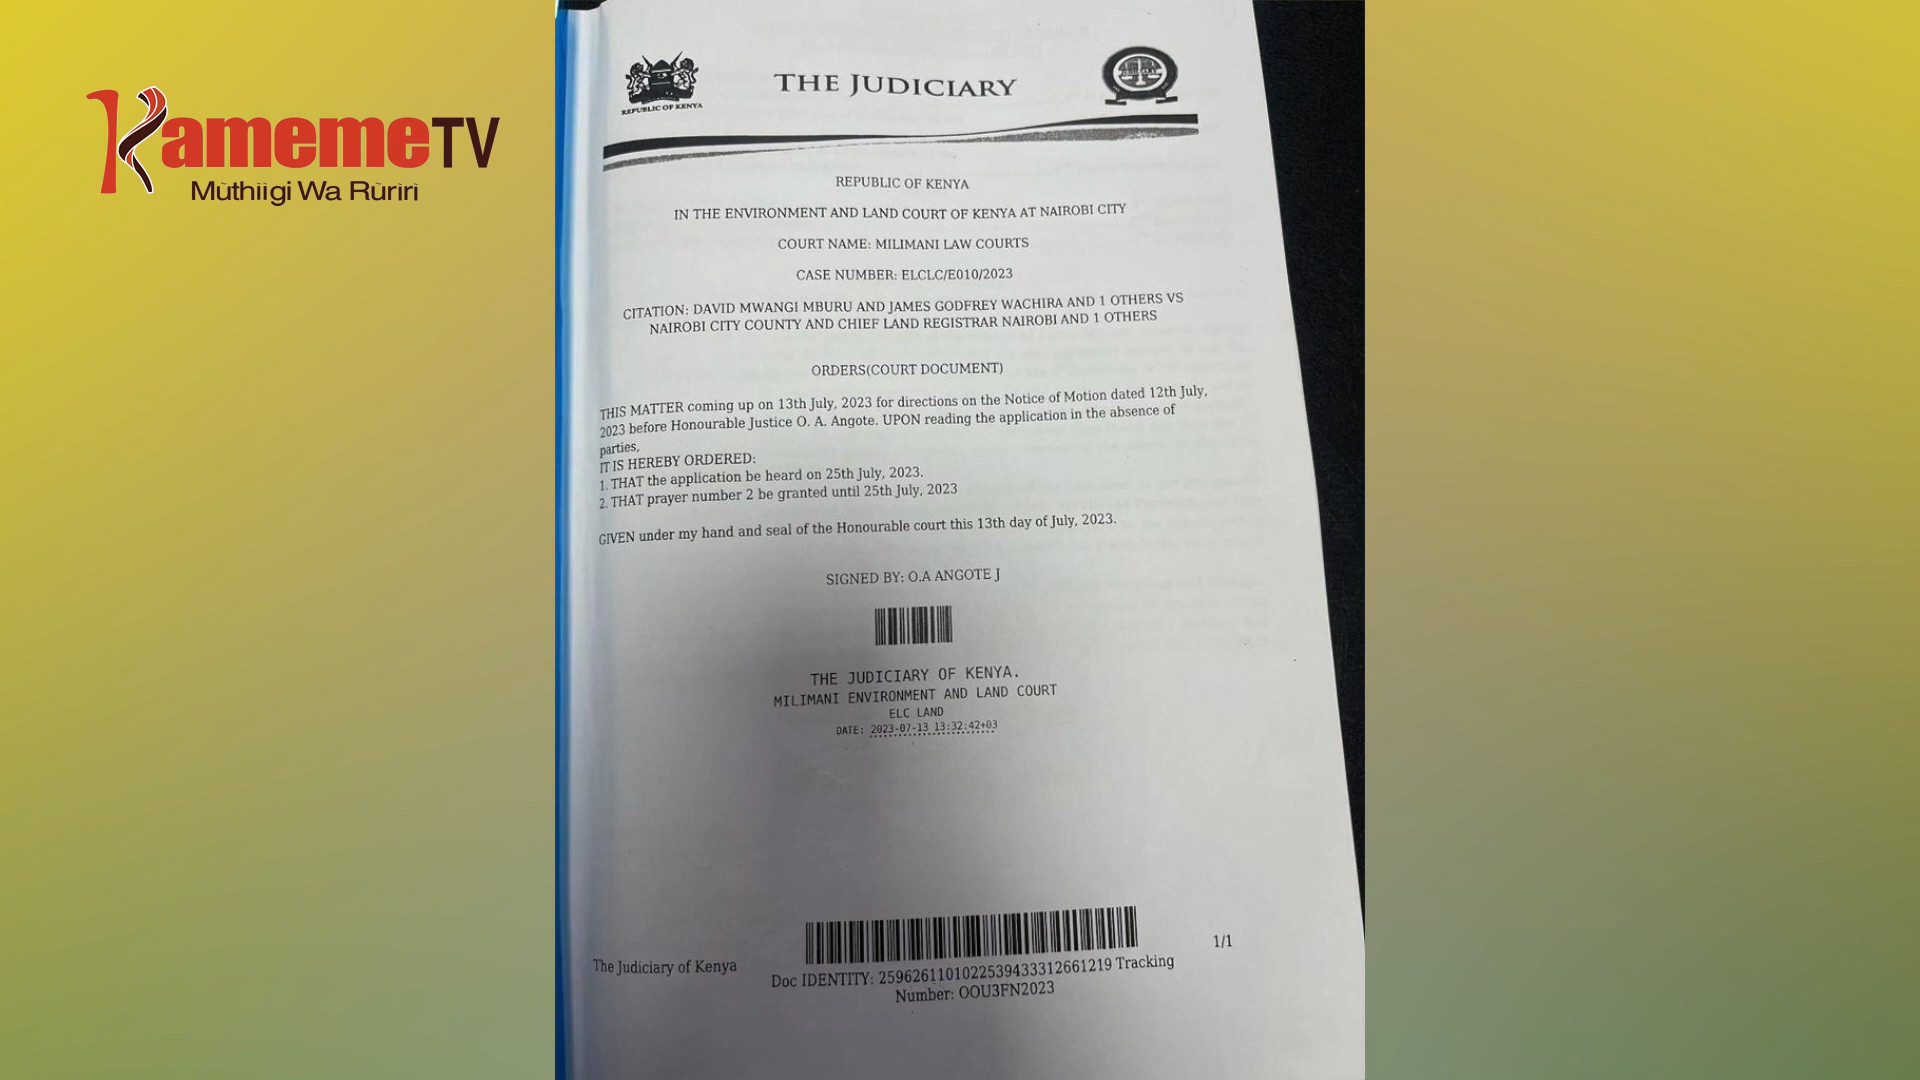 KamemeTV
Mũthiigi Wa Rũrĩrĩ
THE JUDICIARY
REPUBLIC OF KENYA
JUDICIARY
REPUBLIC OF KENYA
IN THE ENVIRONMENT AND LAND COURT OF KENYA AT NAIROBI CITY
COURT NAME: MILIMANI LAW COURTS
CASE NUMBER: ELCLC/E010/2023
CITATION: DAVID MWANGI MBURU AND JAMES GODFREY WACHIRA AND 1 OTHERS VS
NAIROBI CITY COUNTY AND CHIEF LAND REGISTRAR NAIROBI AND 1 OTHERS
ORDERS(COURT DOCUMENT)
THIS MATTER coming up on 13th July, 2023 for directions on the Notice of Motion dated 12th July,
2023 before Honourable Justice O. A. Angote. UPON reading the application in the absence of
parties,
IT IS HEREBY ORDERED:
1. THAT the application be heard on 25th July, 2023.
2. THAT prayer number 2 be granted until 25th July, 2023
GIVEN under my hand and seal of the Honourable court this 13th day of July, 2023.
SIGNED BY: O.A ANGOTE J
THE JUDICIARY OF KENYA.
MILIMANI ENVIRONMENT AND LAND COURT
ELC LAND
DATE: 2023-07-13 13:32:42+03
The Judiciary of Kenya
Doc IDENTITY: 259626110102253943331266​1219 Tracking
Number: OOU3FN2023
1/1